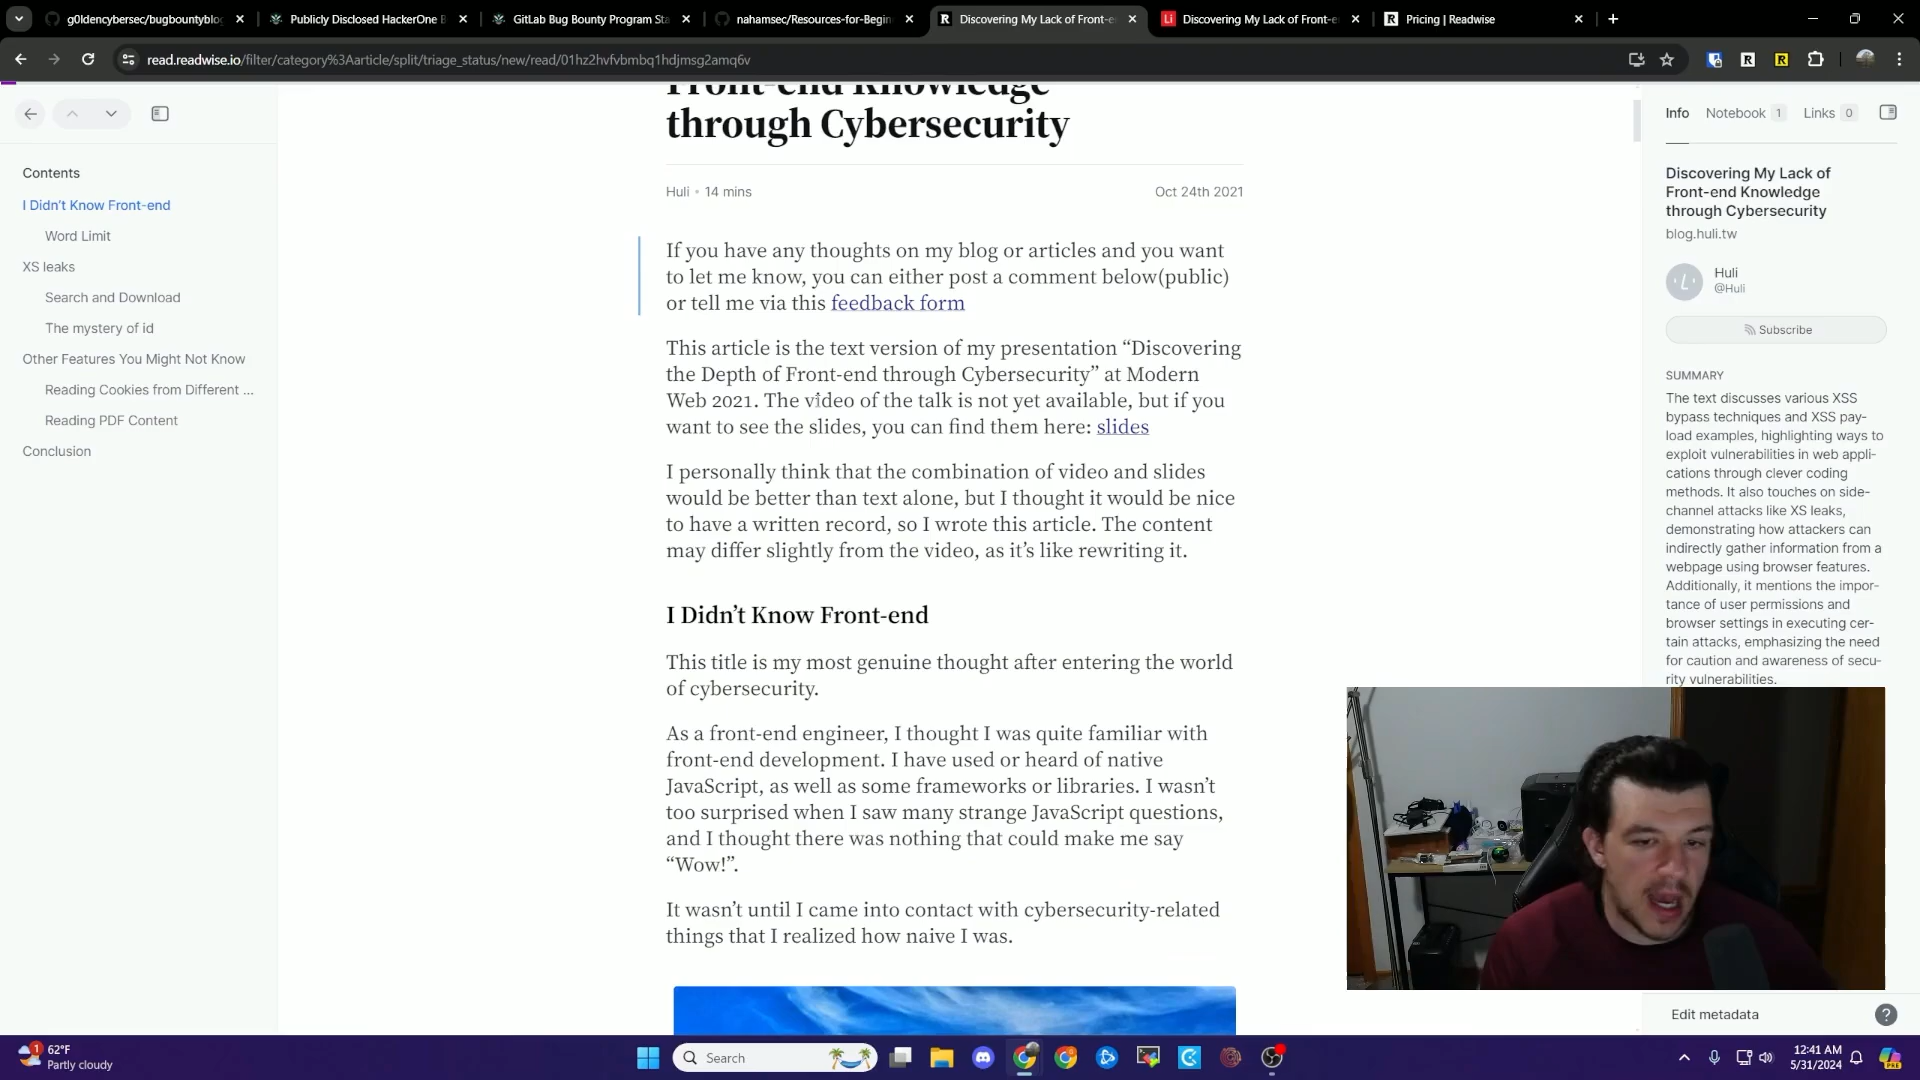 g0ldencybersec/bugbountyblog
Publicly Disclosed HackerOne B
GitLab Bug Bounty Program Sta
nahamsec/Resources-for-Begin
Discovering My Lack of Front-e
Discovering My Lack of Front-e
Pricing | Readwise
read.readwise.io/filter/category%3Aarticle/split/triage_status/new/read/01hz2hvfvbmbq1hdjmsg2amq6v
Contents
I Didn't Know Front-end
Word Limit
XS leaks
Search and Download
The mystery of id
Other Features You Might Not Know
Reading Cookies from Different ...
Reading PDF Content
Conclusion
Front-end Knowledge
through Cybersecurity
Huli • 14 mins
Oct 24th 2021
If you have any thoughts on my blog or articles and you want
to let me know, you can either post a comment below(public)
or tell me via this feedback form
This article is the text version of my presentation “Discovering
the Depth of Front-end through Cybersecurity” at Modern
Web 2021. The video of the talk is not yet available, but if you
want to see the slides, you can find them here: slides
I personally think that the combination of video and slides
would be better than text alone, but I thought it would be nice
to have a written record, so I wrote this article. The content
may differ slightly from the video, as it’s like rewriting it.
I Didn’t Know Front-end
This title is my most genuine thought after entering the world
of cybersecurity.
As a front-end engineer, I thought I was quite familiar with
front-end development. I have used or heard of native
JavaScript, as well as some frameworks or libraries. I wasn’t
too surprised when I saw many strange JavaScript questions,
and I thought there was nothing that could make me say
“Wow!”.
It wasn’t until I came into contact with cybersecurity-related
things that I realized how naive I was.
Info
Notebook 1
Links 0
Discovering My Lack of
Front-end Knowledge
through Cybersecurity
blog.huli.tw
Huli
@Huli
Subscribe
SUMMARY
The text discusses various XSS
bypass techniques and XSS pay-
load examples, highlighting ways to
exploit vulnerabilities in web appli-
cations through clever coding
methods. It also touches on side-
channel attacks like XS leaks,
demonstrating how attackers can
indirectly gather information from a
webpage using browser features.
Additionally, it mentions the impor-
tance of user permissions and
browser settings in executing cer-
tain attacks, emphasizing the need
for caution and awareness of secu-
rity vulnerabilities.
Edit metadata
62°F
Partly cloudy
Search
12:41 AM
5/31/2024